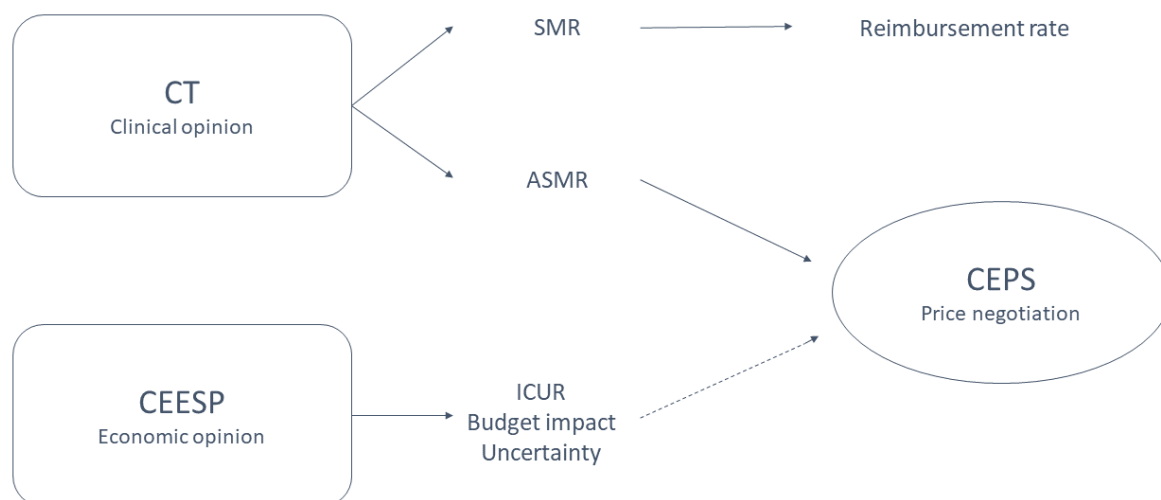 CT
Clinical opinion
SMR
Reimbursement rate
ASMR
CEPS
Price negotiation
CEESP
Economic opinion
ICUR
Budget impact
Uncertainty